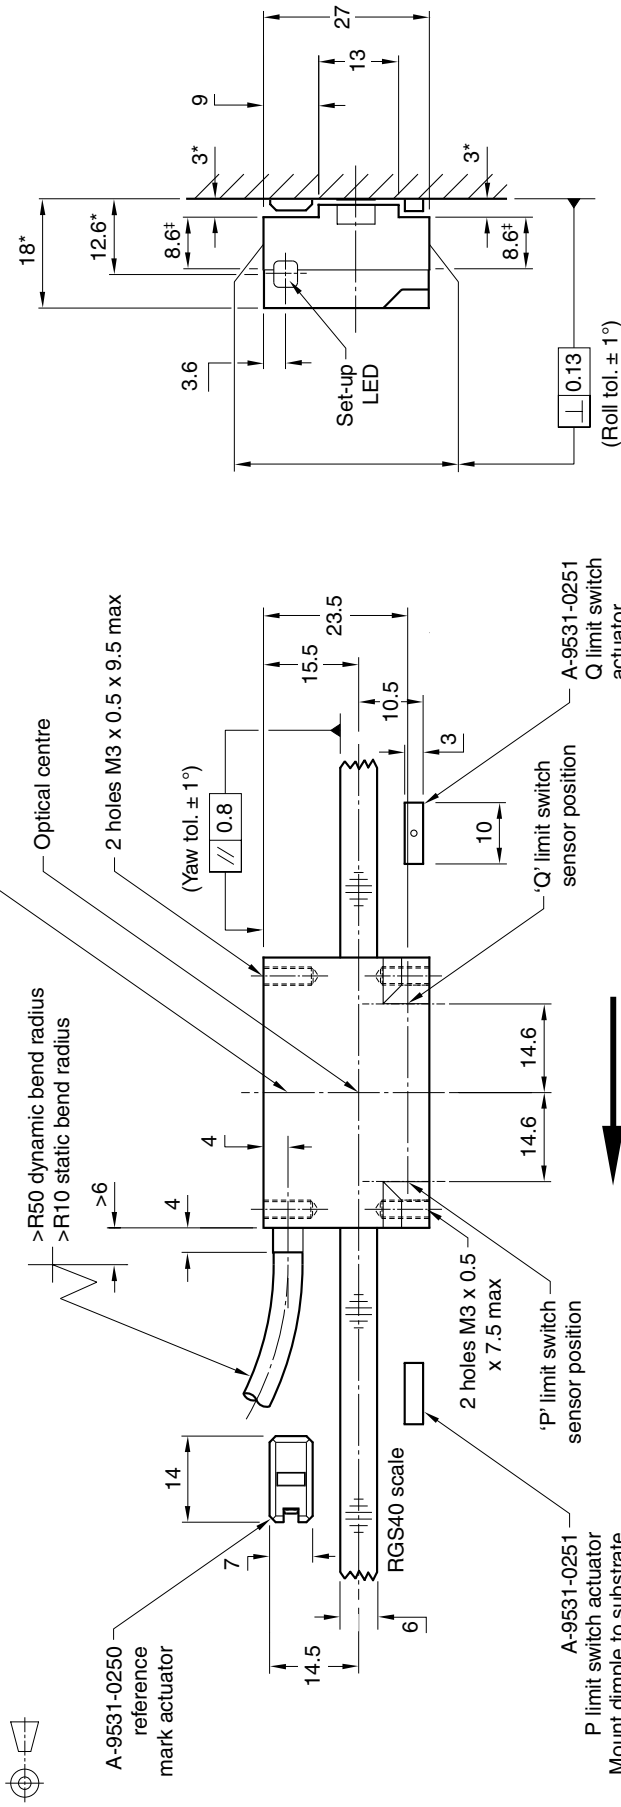 >R50 dynamic bend radius
>R10 static bend radius
Optical centre
2 holes M3 x 0.5 x 9.5 max
(Yaw tol. ± 1°)
// 0.8
A-9531-0250
reference
mark actuator
14
7
14.5
6
RGS40 scale
>6
4
4
15.5
23.5
10.5
3
10
14.6
14.6
2 holes M3 x 0.5
x 7.5 max
'P' limit switch
sensor position
'Q' limit switch
sensor position
A-9531-0251
P limit switch actuator
Mount dimple to substrate
A-9531-0251
Q limit switch
actuator
18*
12.6*
8.6‡
3*
9
13
27
3.6
Set-up
LED
3*
8.6‡
⊥ 0.13
(Roll tol. ± 1°)